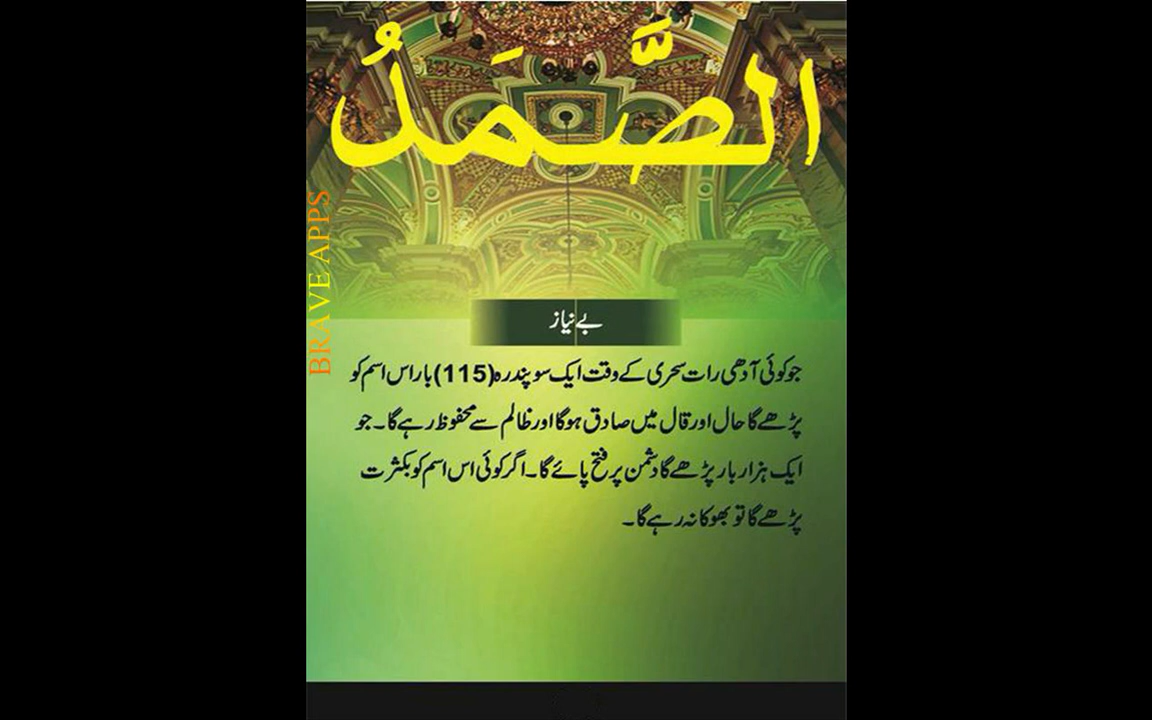 الصَّمَدُ
BRAVE APPS
بے نیاز
جو کوئی آدھی رات سحری کے وقت ایک سو پندرہ (115) بار اس اسم کو
پڑھے گا حال اور قال میں صادق ہوگا اور ظالم سے محفوظ رہے گا۔ جو
ایک ہزار بار پڑھے گا دشمن پر فتح پائے گا۔ اگر کوئی اس اسم کو بکثرت
پڑھے گا تو بھوکا نہ رہے گا۔